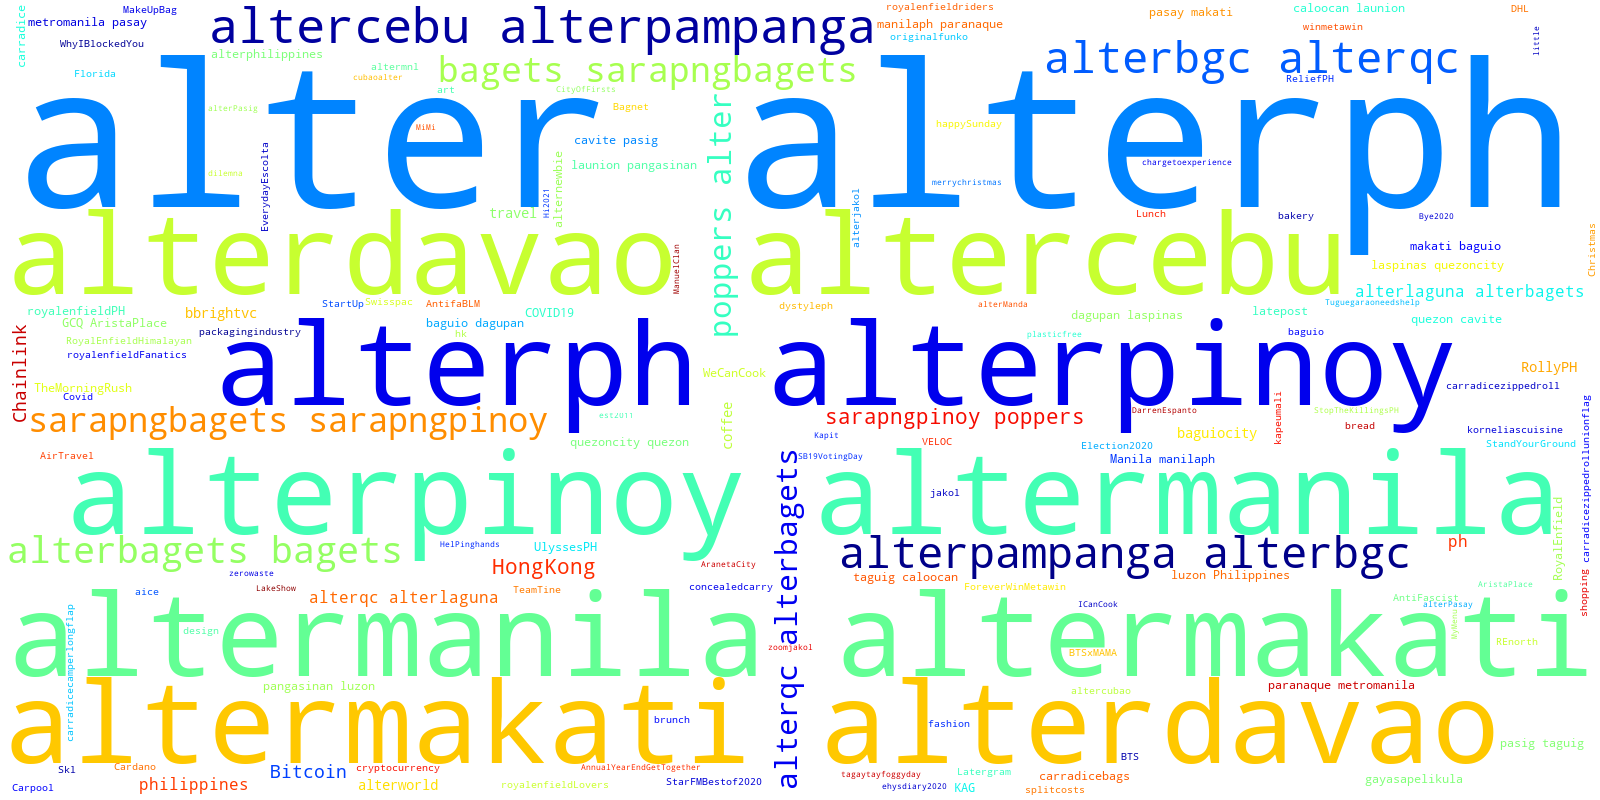 MakeUpBag
metromanila pasay
carradice
WhyIBlockedYou
Florida
altercebu alterpampanga
royalenfieldriders
manilaph paranaque
originalfunko
pasay makati
caloocan launion
winmetawin
DHL
little
alterphilippines
altermnl
cubaoalter
bagets sarapngbagets
art
CityOfFirsts
Bagnet
alterbgc alterqc
ReliefPH
alter
alterph
alterPasig
MiMi
cavite pasig
launion pangasinan
alternewbie
dilemna
EverydayEscolta
Hi2021
travel
poppers alter
happySunday
chargetoexperience
merrychristmas
alterjakol
Lunch
bakery
Bye2020
makati baguio
laspinas quezoncity
Christmas
alterdavao
altercebu
ManuelClan
royalenfieldPH
GCQ AristaPlace
RoyalEnfieldHimalayan
royalenfieldFanatics
bbrightvc
packagingindustry
StartUp
Swisspac
AntifaBLM
baguio dagupan
hk
COVID19
dystyleph
alterManda
dagupan laspinas
plasticfree
latepost
baguio
Tuguegaraoneedshelp
alterlaguna alterbagets
quezon cavite
Chainlink
alterph
alterpinoy
TheMorningRush
Covid
WeCanCook
RollyPH
carradicezippedroll
sarapngbagets sarapngpinoy
est2011
quezoncity quezon
coffee
sarapngpinoy poppers
DarrenEspanto
baguiocity
kapeumali
StopTheKillingsPH
bread
korneliascuisine
StandYourGround
carradicezippedrollunionflag
Kapit
VELOC
Election2020
Manila manilaph
SB19VotingDay
AirTravel
alterpinoy
altermanila
jakol
alterqc alterbagets
RoyalEnfield
alterbagets bagets
HelPinghands
UlyssesPH
HongKong
AranetaCity
zerowaste
LakeShow
concealedcarry
TeamTine
alterqc alterlaguna
aice
alterpampanga alterbgc
ph
taguig caloocan
luzon Philippines
ForeverWinMetawin
AristaPlace
AntiFascist
alterPasay
ICanCook
shopping
altermanila
altermakati
design
carradicecamperlongflap
zoomjakol
BTSxMAMA
MyMenu
REnorth
pangasinan luzon
altercubao
paranaque metromanila
altermakati
alterdavao
brunch
fashion
BTS
pasig taguig
Skl
Carpool
Cardano
philippines
Bitcoin
cryptocurrency
alterworld
AnnualYearEndGetTogether
royalenfieldLovers
StarFMBestof2020
tagaytayfoggyday
ehysdiary2020
Latergram
KAG
carradicebags
splitcosts
gayasapelikula